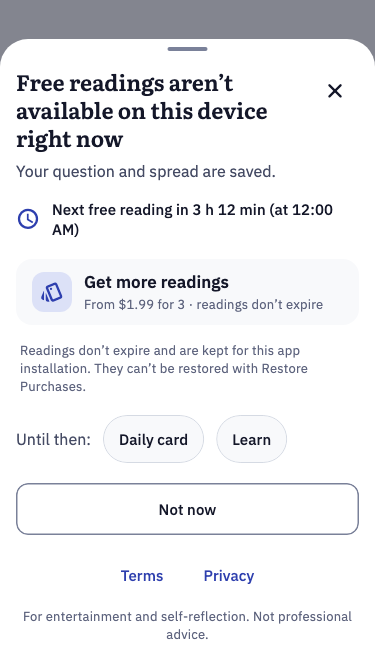 Free readings aren’t
available on this device
right now
Your question and spread are saved.
Next free reading in 3 h 12 min (at 12:00
AM)
Get more readings
From $1.99 for 3 · readings don’t expire
Readings don’t expire and are kept for this app
installation. They can’t be restored with Restore
Purchases.
Until then: Daily card Learn
Not now
Terms Privacy
For entertainment and self-reflection. Not professional
advice.